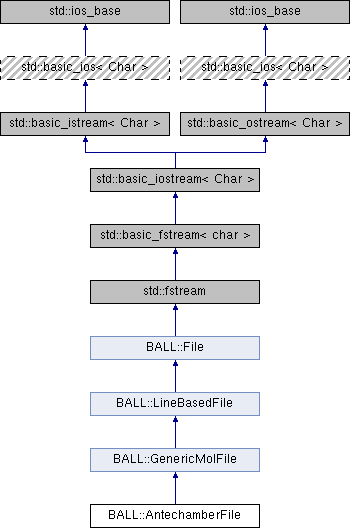 std::ios_base std::ios_base
std::basic_ios< Char > std::basic_ios< Char >
std::basic_istream< Char > std::basic_ostream< Char >
std::basic_iostream< Char >
std::basic_fstream< char >
std::fstream
BALL::File
BALL::LineBasedFile
BALL::GenericMolFile
BALL::AntechamberFile